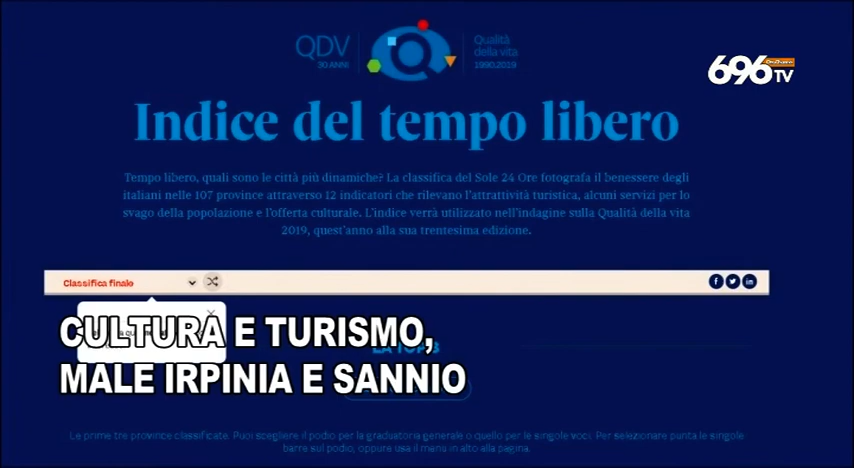 QDV
30 ANNI
Qualità
della vita
1990.2019
696
TV
Indice del tempo libero
Tempo libero, quali sono le città più dinamiche? La classifica del Sole 24 Ore fotografa il benessere degli
italiani nelle 107 province attraverso 12 indicatori che rilevano l'attrattività turistica, alcuni servizi per lo
svago della popolazione e l'offerta culturale. L'indice verrà utilizzato nell'indagine sulla Qualità della vita
2019, quest'anno alla sua trentesima edizione.
Classifica finale
CULTURA E TURISMO,
MALE IRPINIA E SANNIO
Le prime tre province classificate. Puoi scegliere il podio per la graduatoria generale o quello per le singole voci. Per selezionare punta le singole
barre sul podio, oppure usa il menu in alto alla pagina.